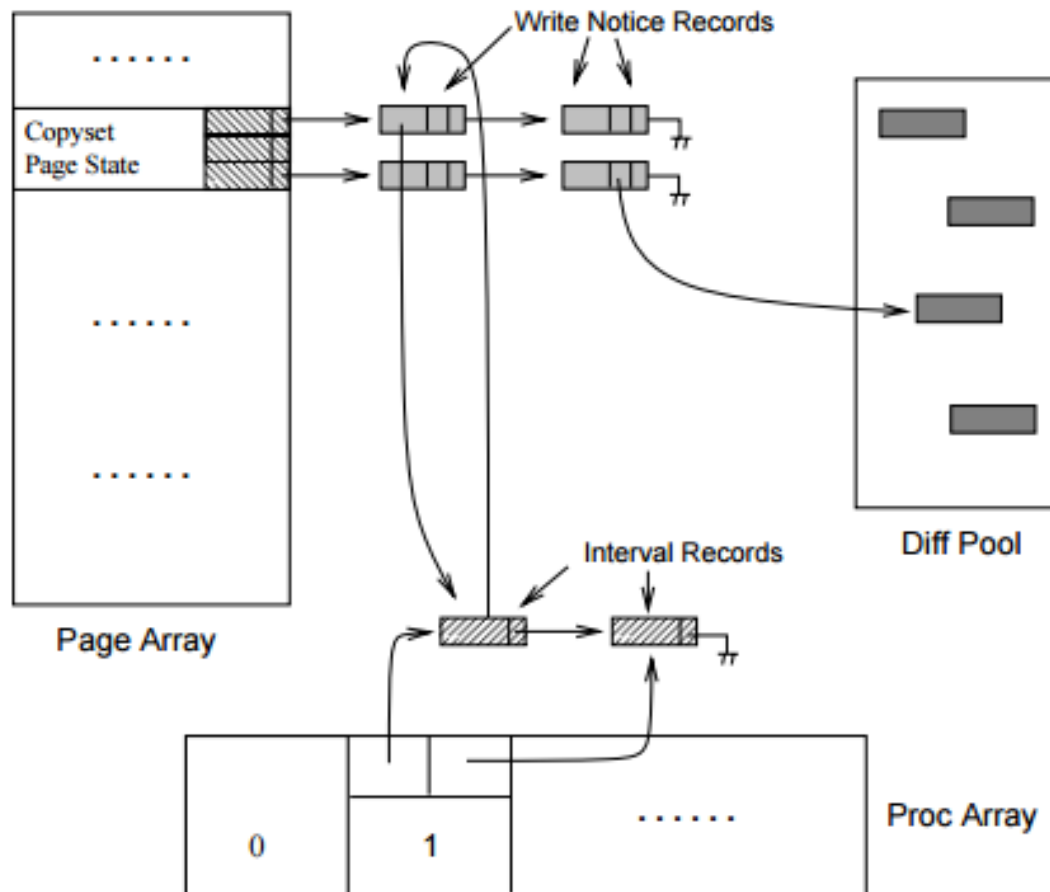 Write Notice Records
. . . . . .
Copyset
Page State
. . . . . .
. . . . . .
Diff Pool
Interval Records
Page Array
Proc Array
. . . . . .
0
1